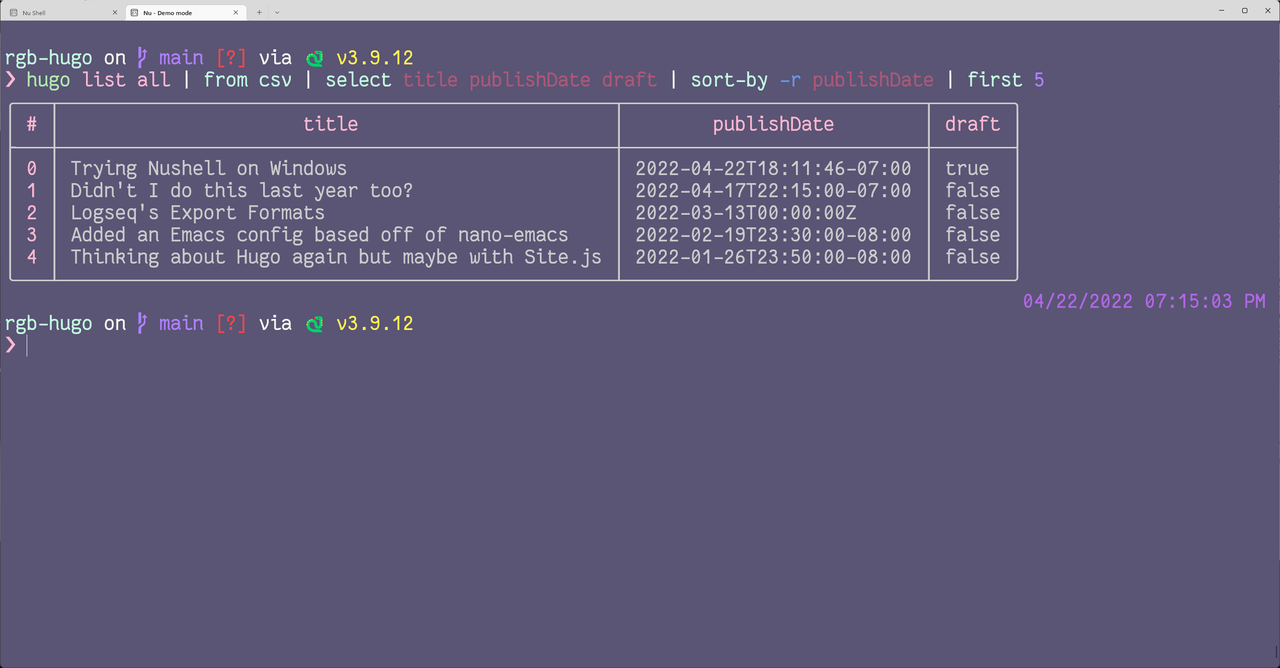 Nu Shell
Nu - Demo mode
rgb-hugo on main [?] via v3.9.12
❯ hugo list all | from csv | select title publishDate draft | sort-by -r publishDate | first 5
# title publishDate draft
0 Trying Nushell on Windows 2022-04-22T18:11:46-07:00 true
1 Didn't I do this last year too? 2022-04-17T22:15:00-07:00 false
2 Logseq's Export Formats 2022-03-13T00:00:00Z false
3 Added an Emacs config based off of nano-emacs 2022-02-19T23:30:00-08:00 false
4 Thinking about Hugo again but maybe with Site.js 2022-01-26T23:50:00-08:00 false
04/22/2022 07:15:03 PM
rgb-hugo on main [?] via v3.9.12
❯